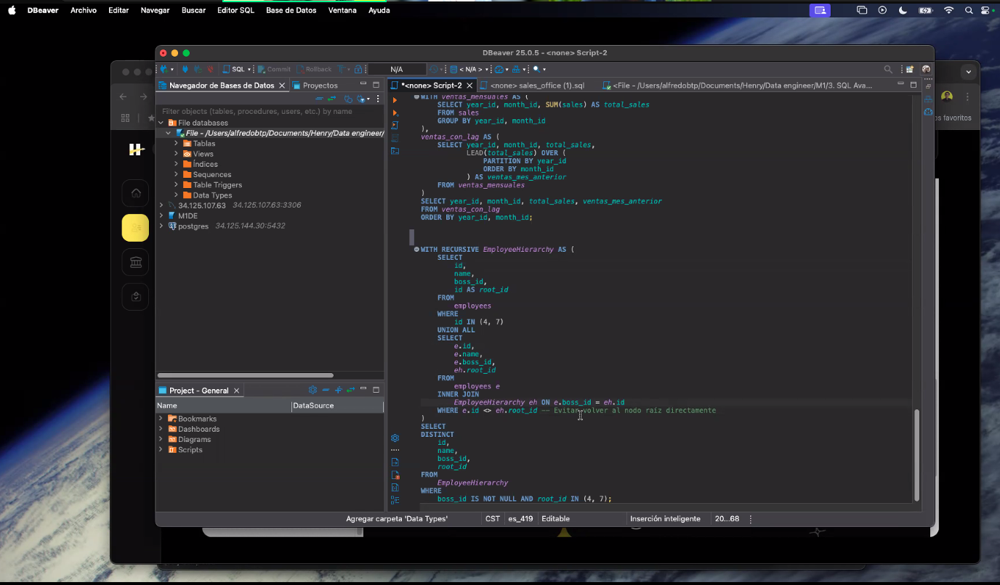 DBeaver Archivo Editar Navegar Buscar Editor SQL Base de Datos Ventana Ayuda
DBeaver 25.0.5 - <none> Script-2
SQL Commit Rollback N/A < N/A >
Navegador de Bases de Datos Proyectos
*<none> Script-2 <none> sales_office (1).sql <File - /Users/alfredobtp/Documents/Henry/Data engineer/M1/3. SQL Ava...
Filter objects (tables, procedures, users, etc.) by name
File databases
File - /Users/alfredobtp/Documents/Henry/Data engineer/
Tablas
Views
Índices
Sequences
Table Triggers
Data Types
34.125.107.63 34.125.107.63:3306
M1DE
postgres 34.125.144.30:5432
os favoritos
WITH ventas_mensuales AS (
SELECT year_id, month_id, SUM(sales) AS total_sales
FROM sales
GROUP BY year_id, month_id
),
ventas_con_lag AS (
SELECT year_id, month_id, total_sales,
LEAD(total_sales) OVER (
PARTITION BY year_id
ORDER BY month_id
) AS ventas_mes_anterior
FROM ventas_mensuales
)
SELECT year_id, month_id, total_sales, ventas_mes_anterior
FROM ventas_con_lag
ORDER BY year_id, month_id;
WITH RECURSIVE EmployeeHierarchy AS (
SELECT
id,
name,
boss_id,
id AS root_id
FROM
employees
WHERE
id IN (4, 7)
UNION ALL
SELECT
e.id,
e.name,
e.boss_id,
eh.root_id
FROM
employees e
INNER JOIN
EmployeeHierarchy eh ON e.boss_id = eh.id
WHERE e.id <> eh.root_id -- Evitar volver al nodo raíz directamente
)
SELECT
DISTINCT
id,
name,
boss_id,
root_id
FROM
EmployeeHierarchy
WHERE
boss_id IS NOT NULL AND root_id IN (4, 7);
Project - General
Name DataSource
Bookmarks
Dashboards
Diagrams
Scripts
Agregar carpeta 'Data Types' CST es_419 Editable Inserción inteligente 20...68